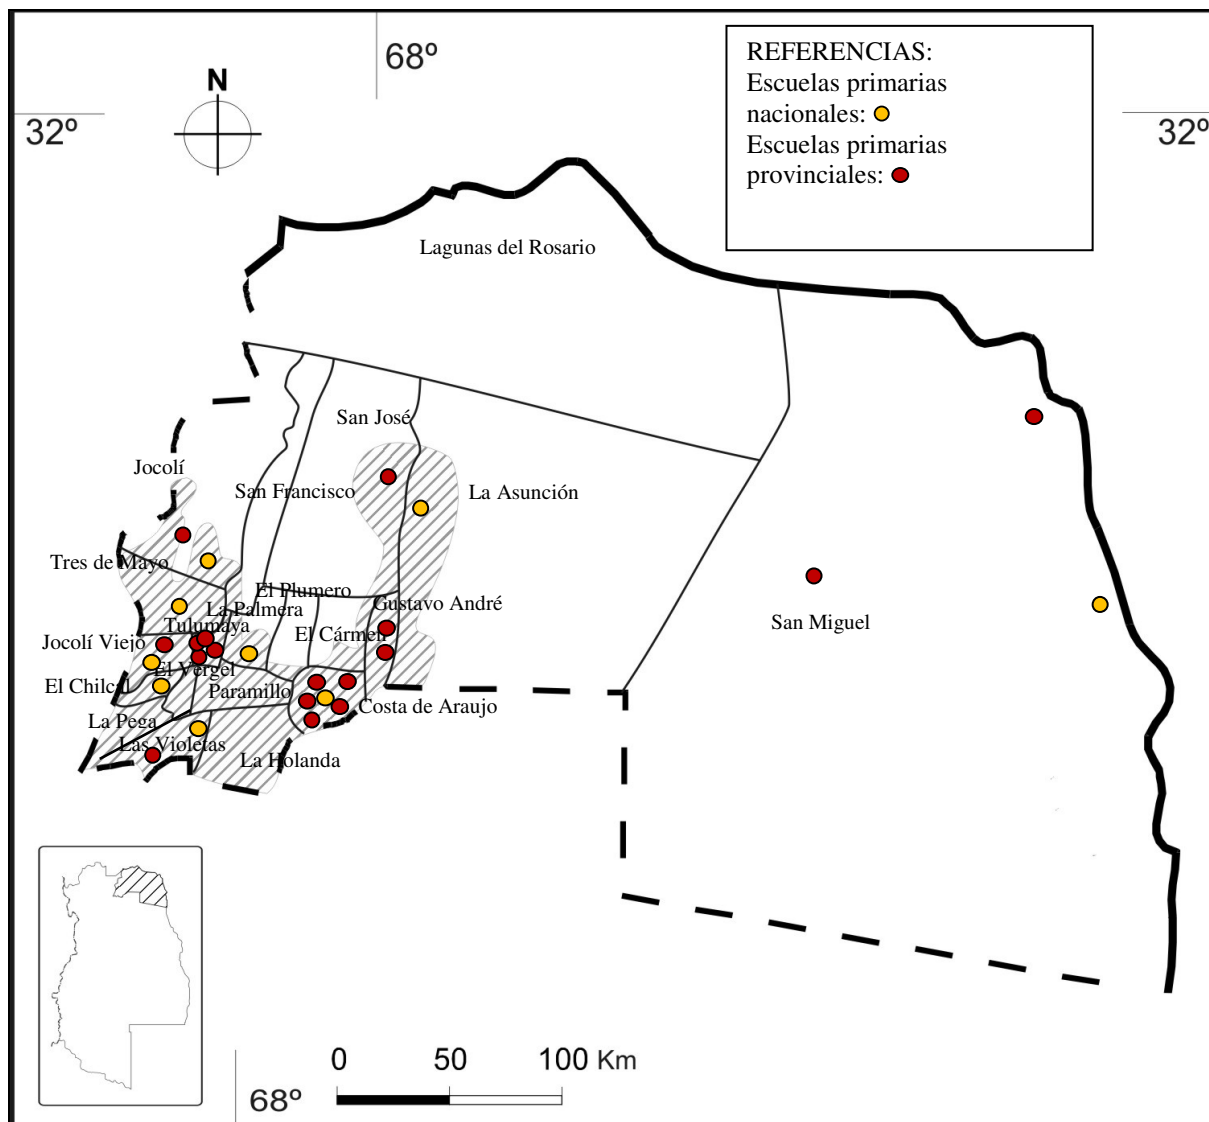 68º
N
32º
32º
REFERENCIAS:
Escuelas primarias
nacionales:
Escuelas primarias
provinciales:
Lagunas del Rosario
San José
Jocolí
San Francisco
La Asunción
Tres de Mayo
El Plumero
La Palmera
Gustavo André
Tulumaya
El Cármen
San Miguel
Jocolí Viejo
El Vergel
El Chilcal
Paramillo
Costa de Araujo
La Pega
Las Violetas
La Holanda
0 50 100 Km
68º